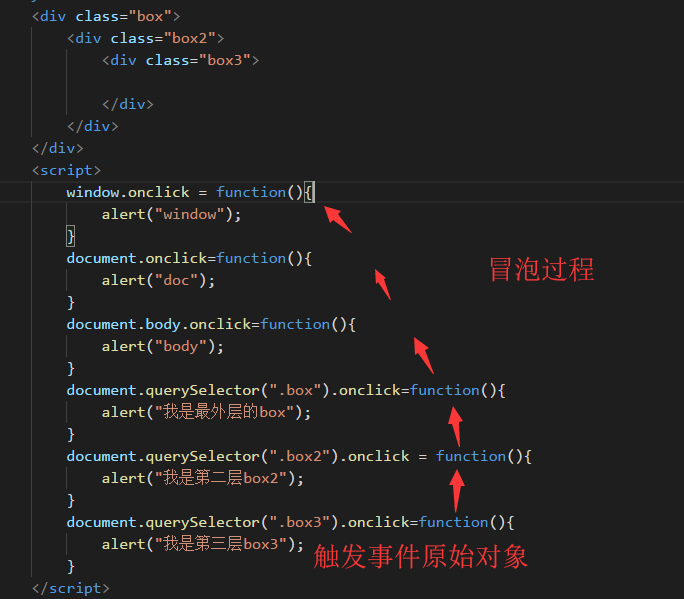 <div class="box">
<div class="box2">
<div class="box3">
</div>
</div>
</div>
<script>
window.onclick = function(){
alert("window");
}
document.onclick=function(){
冒泡过程
alert("doc");
}
document.body.onclick=function(){
alert("body");
}
document.querySelector(".box").onclick=function(){
alert("我是最外层的box");
}
document.querySelector(".box2").onclick = function(){
alert("我是第二层box2");
}
document.querySelector(".box3").onclick=function(){
alert("我是第三层box3");
触发事件原始对象
}
</script>